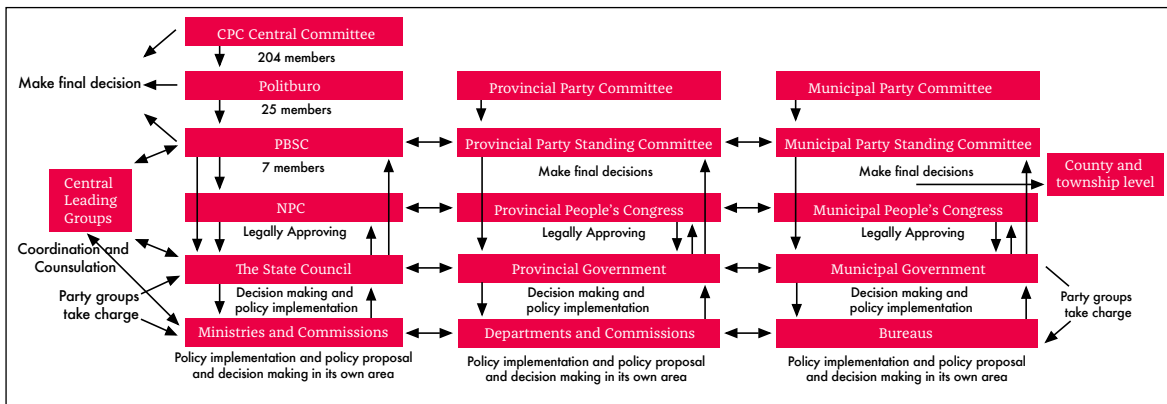 CPC Central Committee
204 members
Make final decision
Politburo
Provincial Party Committee
Municipal Party Committee
25 members
PBSC
Provincial Party Standing Committee
Municipal Party Standing Committee
7 members
Make final decisions
Make final decisions
County and
township level
Central
Leading
Groups
NPC
Provincial People's Congress
Municipal People's Congress
Legally Approving
Legally Approving
Legally Approving
Coordination and
Counsulation
The State Council
Provincial Government
Municipal Government
Party groups
take charge
Decision making and
policy implementation
Decision making and
policy implementation
Decision making and
policy implementation
Party groups
take charge
Ministries and Commissions
Departments and Commissions
Bureaus
Policy implementation and policy proposal
and decision making in its own area
Policy implementation and policy proposal
and decision making in its own area
Policy implementation and policy proposal
and decision making in its own area